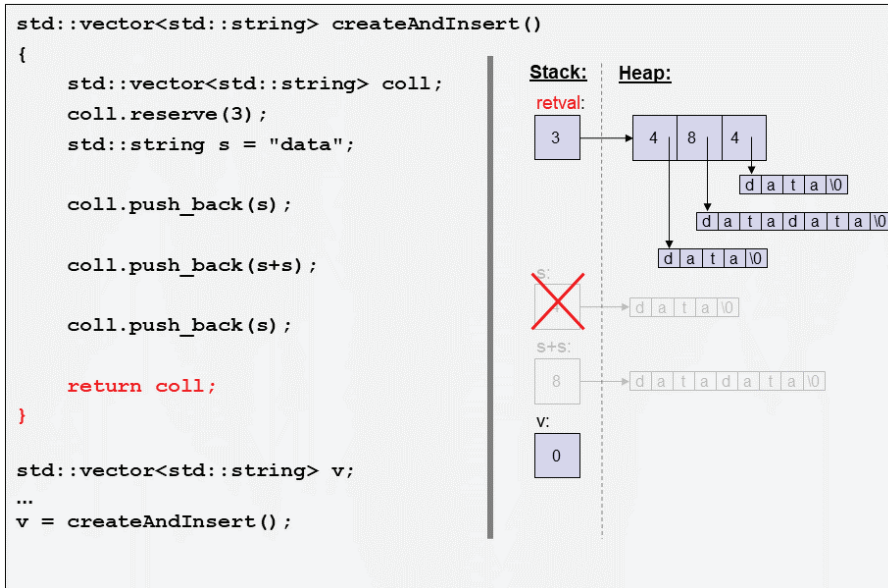 std::vector<std::string> createAndInsert()
{
std::vector<std::string> coll;
coll.reserve(3);
std::string s = "data";
coll.push_back(s);
coll.push_back(s+s);
coll.push_back(s);
return coll;
}
std::vector<std::string> v;
...
v = createAndInsert();
Stack: Heap:
retval:
3 4 8 4
d a t a \0
d a t a d a t a \0
d a t a \0
s:
d a t a \0
s+s:
8 d a t a d a t a \0
v:
0